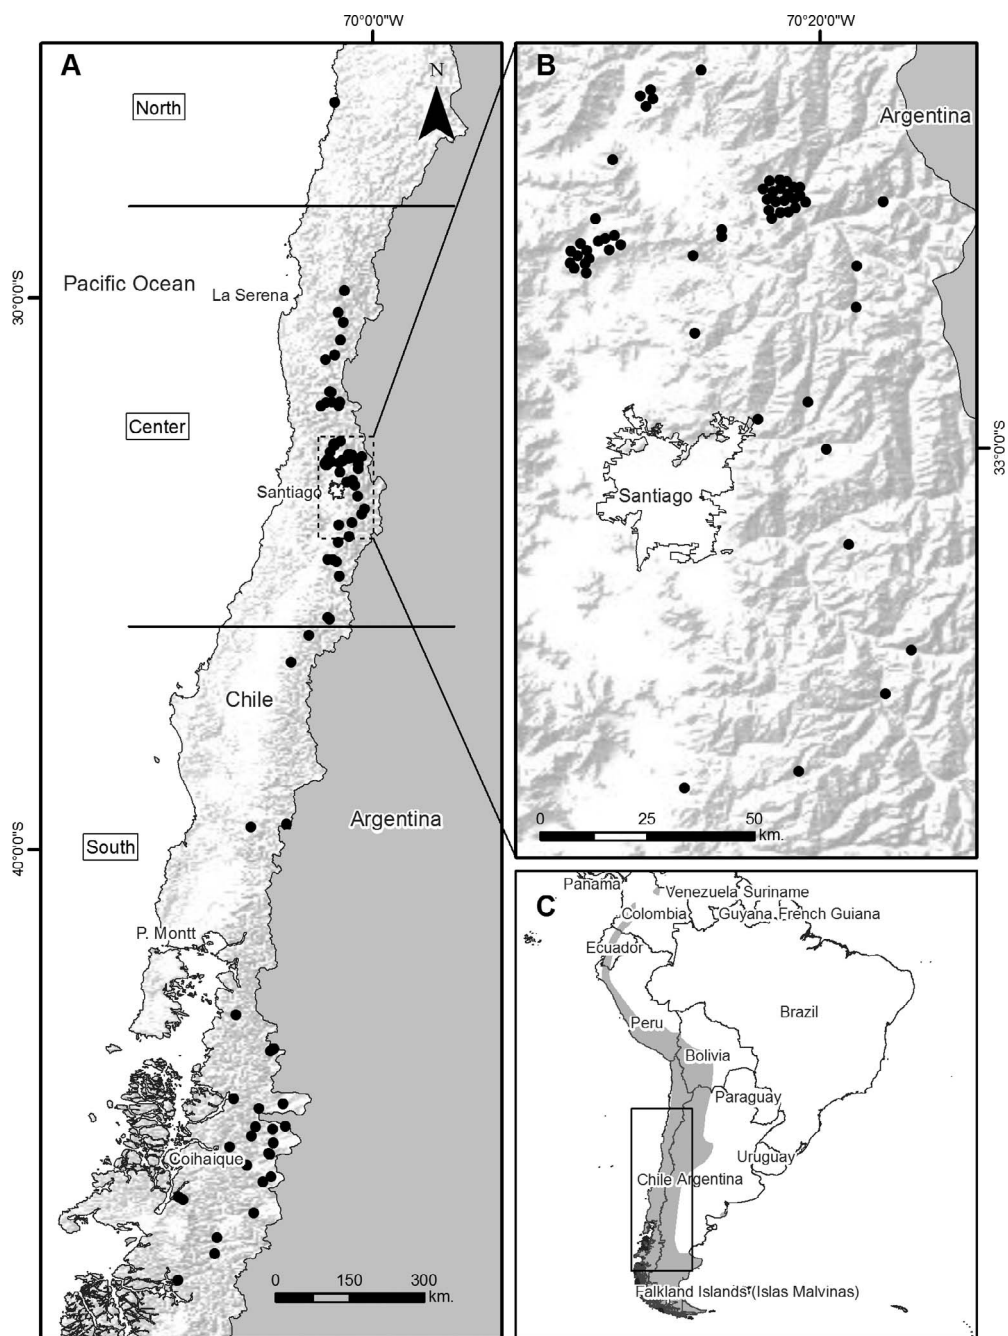 70°0'0"W
70°20'0"W
A
N
North
Pacific Ocean
30°0'0"S
La Serena
Center
Santiago
Chile
Argentina
South
40°0'0"S
P. Montt
Coihaique
0 150 300
km.
B
Argentina
33°0'0"S
Santiago
0 25 50
km.
C
Panama
Venezuela Suriname
Colombia
Guyana French Guiana
Ecuador
Brazil
Peru
Bolivia
Paraguay
Uruguay
Chile Argentina
Falkland Islands (Islas Malvinas)